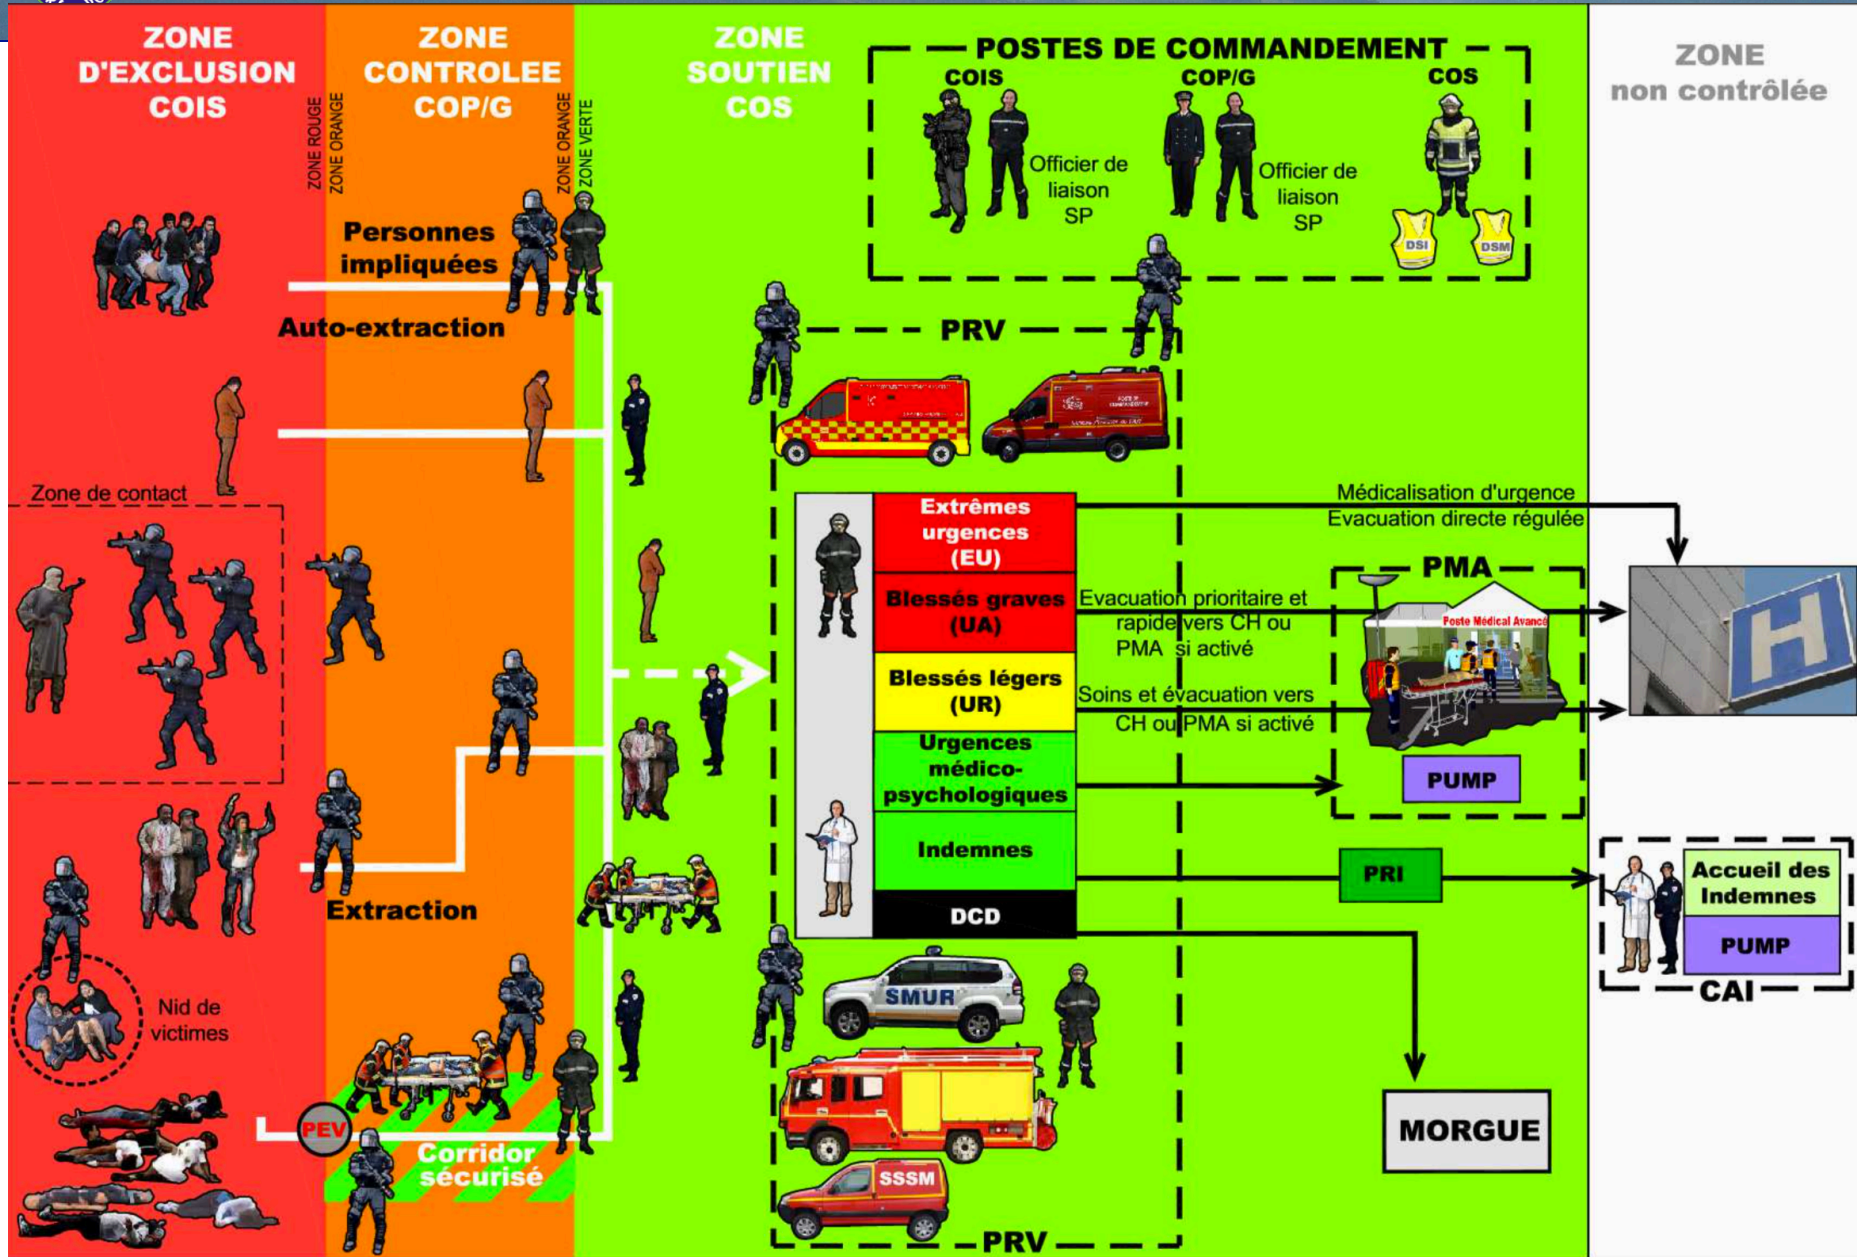 ZONE
D'EXCLUSION
COIS
ZONE
CONTROLEE
COP/G
ZONE
SOUTIEN
COS
ZONE
non contrôlée
ZONE ROUGE
ZONE ORANGE
ZONE ORANGE
ZONE VERTE
POSTES DE COMMANDEMENT
COIS
COP/G
COS
Officier de
liaison
SP
Officier de
liaison
SP
DSI
DSM
Personnes
impliquées
Auto-extraction
PRV
Zone de contact
Extrêmes
urgences
(EU)
Médicalisation d'urgence
Evacuation directe régulée
Blessés graves
(UA)
Evacuation prioritaire et
rapide vers CH ou
PMA si activé
PMA
Poste Médical Avancé
H
Blessés légers
(UR)
Soins et évacuation vers
CH ou PMA si activé
Urgences
médico-
psychologiques
PUMP
Indemnes
PRI
Accueil des
Indemnes
PUMP
CAI
DCD
Extraction
Nid de
victimes
SMUR
PEV
Corridor
sécurisé
MORGUE
SSSM
PRV